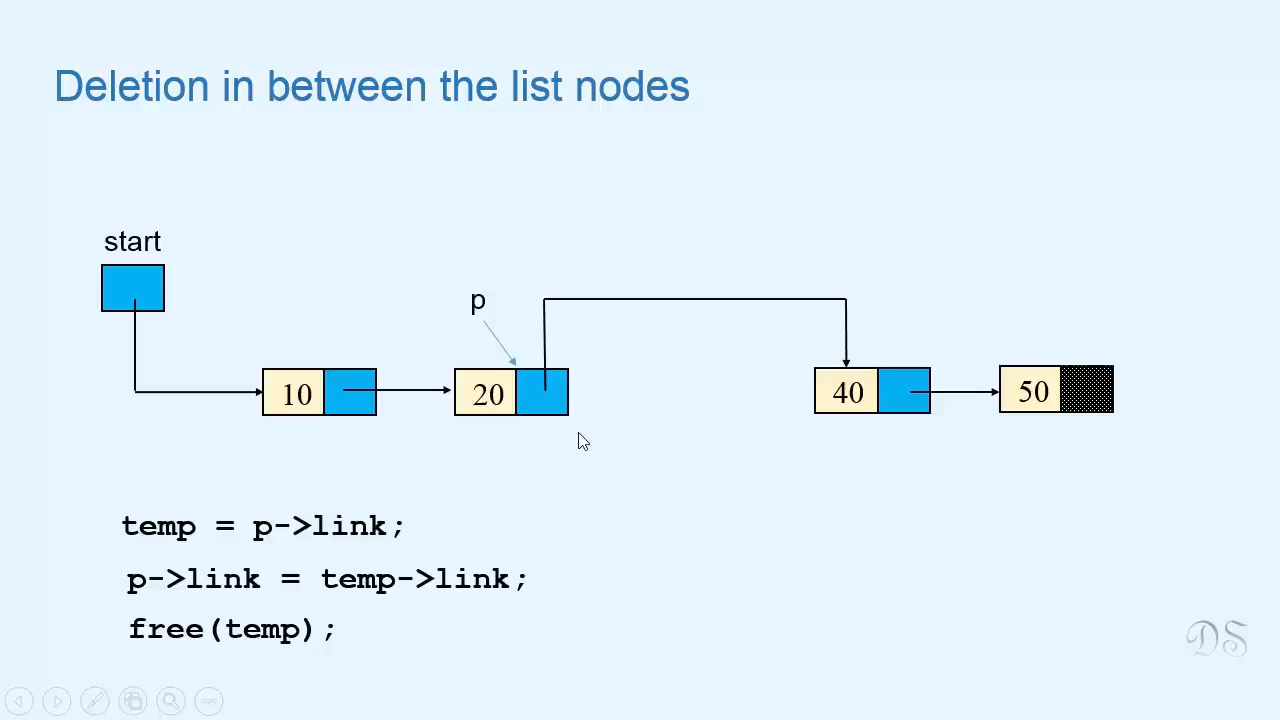 Deletion in between the list nodes
start
p
10 20 40 50
temp = p->link;
p->link = temp->link;
free(temp);
DS